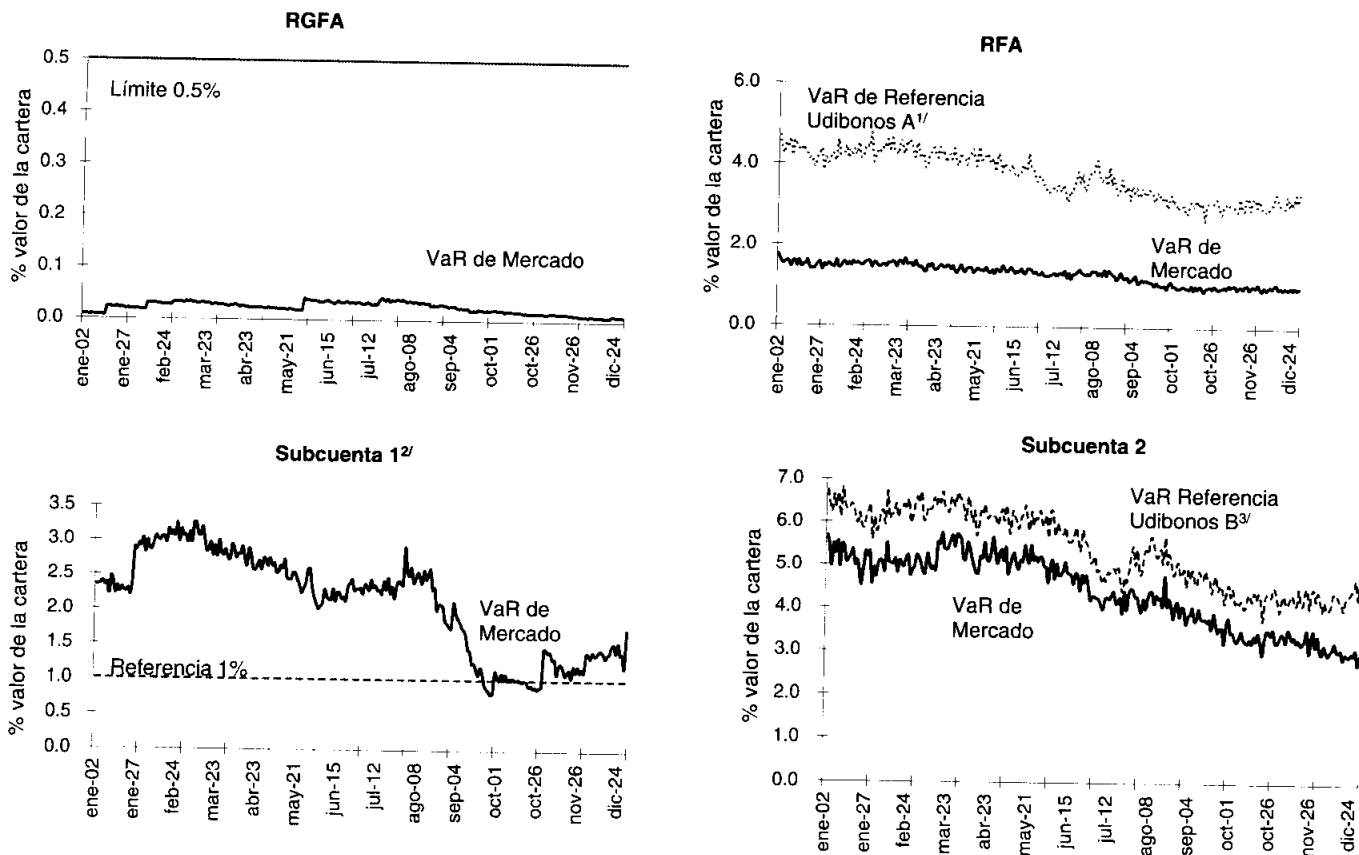 RGFA
% valor de la cartera
0.5
0.4
0.3
0.2
0.1
0.0
Límite 0.5%
VaR de Mercado
ene-02
ene-27
feb-24
mar-23
abr-23
may-21
jun-15
jul-12
ago-08
sep-04
oct-01
oct-26
nov-26
dic-24
RFA
% valor de la cartera
6.0
4.0
2.0
0.0
VaR de Referencia
Udibonos A1/
VaR de
Mercado
ene-02
ene-27
feb-24
mar-23
abr-23
may-21
jun-15
jul-12
ago-08
sep-04
oct-01
oct-26
nov-26
dic-24
Subcuenta 12/
% valor de la cartera
3.5
3.0
2.5
2.0
1.5
1.0
0.5
0.0
VaR de
Mercado
Referencia 1%
ene-02
ene-27
feb-24
mar-23
abr-23
may-21
jun-15
jul-12
ago-08
sep-04
oct-01
oct-26
nov-26
dic-24
Subcuenta 2
% valor de la cartera
7.0
6.0
5.0
4.0
3.0
2.0
1.0
0.0
VaR Referencia
Udibonos B3/
VaR de
Mercado
ene-02
ene-27
feb-24
mar-23
abr-23
may-21
jun-15
jul-12
ago-08
sep-04
oct-01
oct-26
nov-26
dic-24